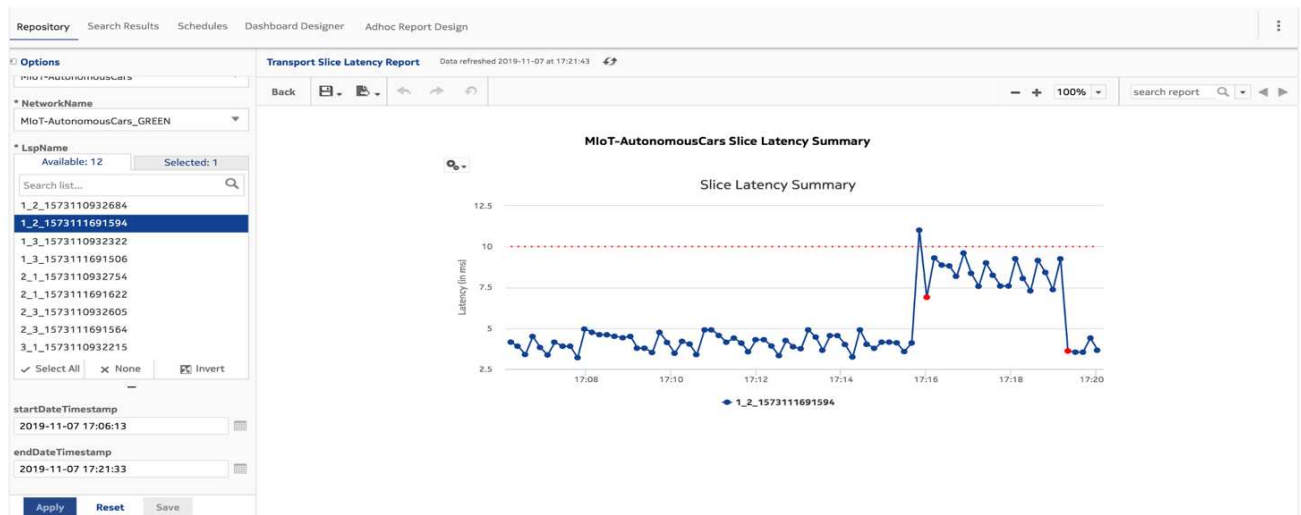 Repository Search Results Schedules Dashboard Designer Adhoc Report Design
Options
MIoT-AutonomousCars
* NetworkName
MIoT-AutonomousCars_GREEN
* LspName
Available: 12 Selected: 1
Search list...
1_2_1573110932684
1_2_1573111691594
1_3_1573110932322
1_3_1573111691506
2_1_1573110932754
2_1_1573111691622
2_3_1573110932605
2_3_1573111691564
3_1_1573110932215
Select All None Invert
startDateTimestamp
2019-11-07 17:06:13
endDateTimestamp
2019-11-07 17:21:33
Apply Reset Save
Transport Slice Latency Report Data refreshed 2019-11-07 at 17:21:43
Back 100% search report
MIoT-AutonomousCars Slice Latency Summary
Slice Latency Summary
Latency (in ms)
12.5
10
7.5
5
2.5
17:08 17:10 17:12 17:14 17:16 17:18 17:20
1_2_1573111691594